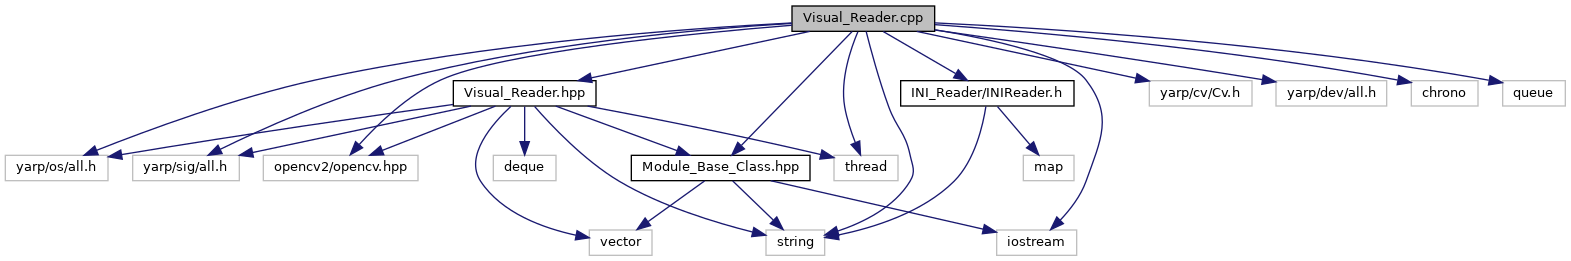 Visual_Reader.cpp
Visual_Reader.hpp
INI_Reader/INIReader.h
yarp/cv/Cv.h
yarp/dev/all.h
chrono
queue
yarp/os/all.h
yarp/sig/all.h
opencv2/opencv.hpp
deque
Module_Base_Class.hpp
thread
map
vector
string
iostream